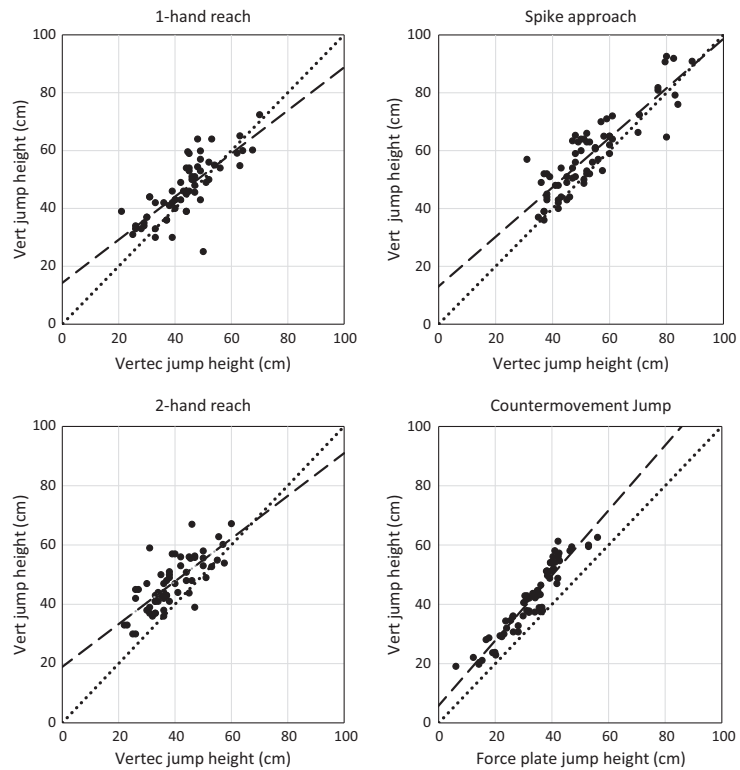 1-hand reach
100
80
60
40
20
0
0 20 40 60 80 100
Vert jump height (cm)
Vertec jump height (cm)
Spike approach
100
80
60
40
20
0
0 20 40 60 80 100
Vert jump height (cm)
Vertec jump height (cm)
2-hand reach
100
80
60
40
20
0
0 20 40 60 80 100
Vert jump height (cm)
Vertec jump height (cm)
Countermovement Jump
100
80
60
40
20
0
0 20 40 60 80 100
Vert jump height (cm)
Force plate jump height (cm)